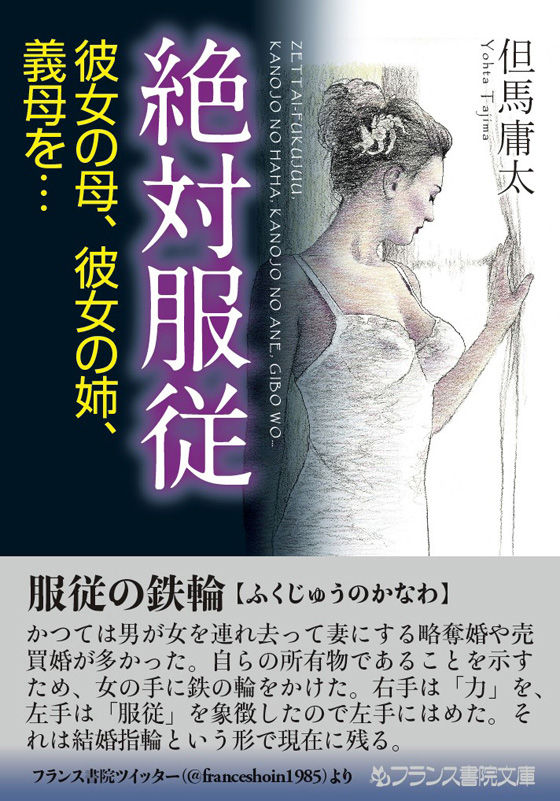 但馬庸太
Yohta Tajima
ZETTAI-FUKUJUU,
KANOJO NO HAHA, KANOJO NO ANE, GIBO WO...
絶対服従
彼女の母、彼女の姉、
義母を…
服従の鉄輪【ふくじゅうのかなわ】
かつては男が女を連れ去って妻にする略奪婚や売
買婚が多かった。自らの所有物であることを示す
ため、女の手に鉄の輪をかけた。右手は「力」を、
左手は「服従」を象徴したので左手にはめた。そ
れは結婚指輪という形で現在に残る。
フランス書院ツイッター(@franceshoin1985)より
フランス書院文庫